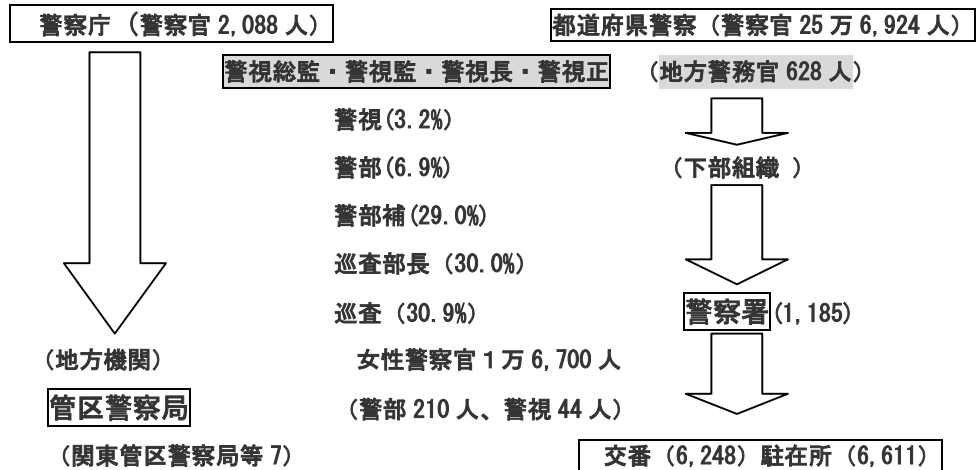 警察庁（警察官 2,088 人）
都道府県警察（警察官 25 万 6,924 人）
警視総監・警視監・警視長・警視正
（地方警務官 628 人）
警視(3.2%)
警部(6.9%)
（下部組織 ）
警部補(29.0%)
巡査部長（30.0%）
巡査（30.9%）
警察署(1,185)
（地方機関）
女性警察官１万 6,700 人
管区警察局
（警部 210 人、警視 44 人）
（関東管区警察局等 7）
交番（6,248）駐在所（6,611）